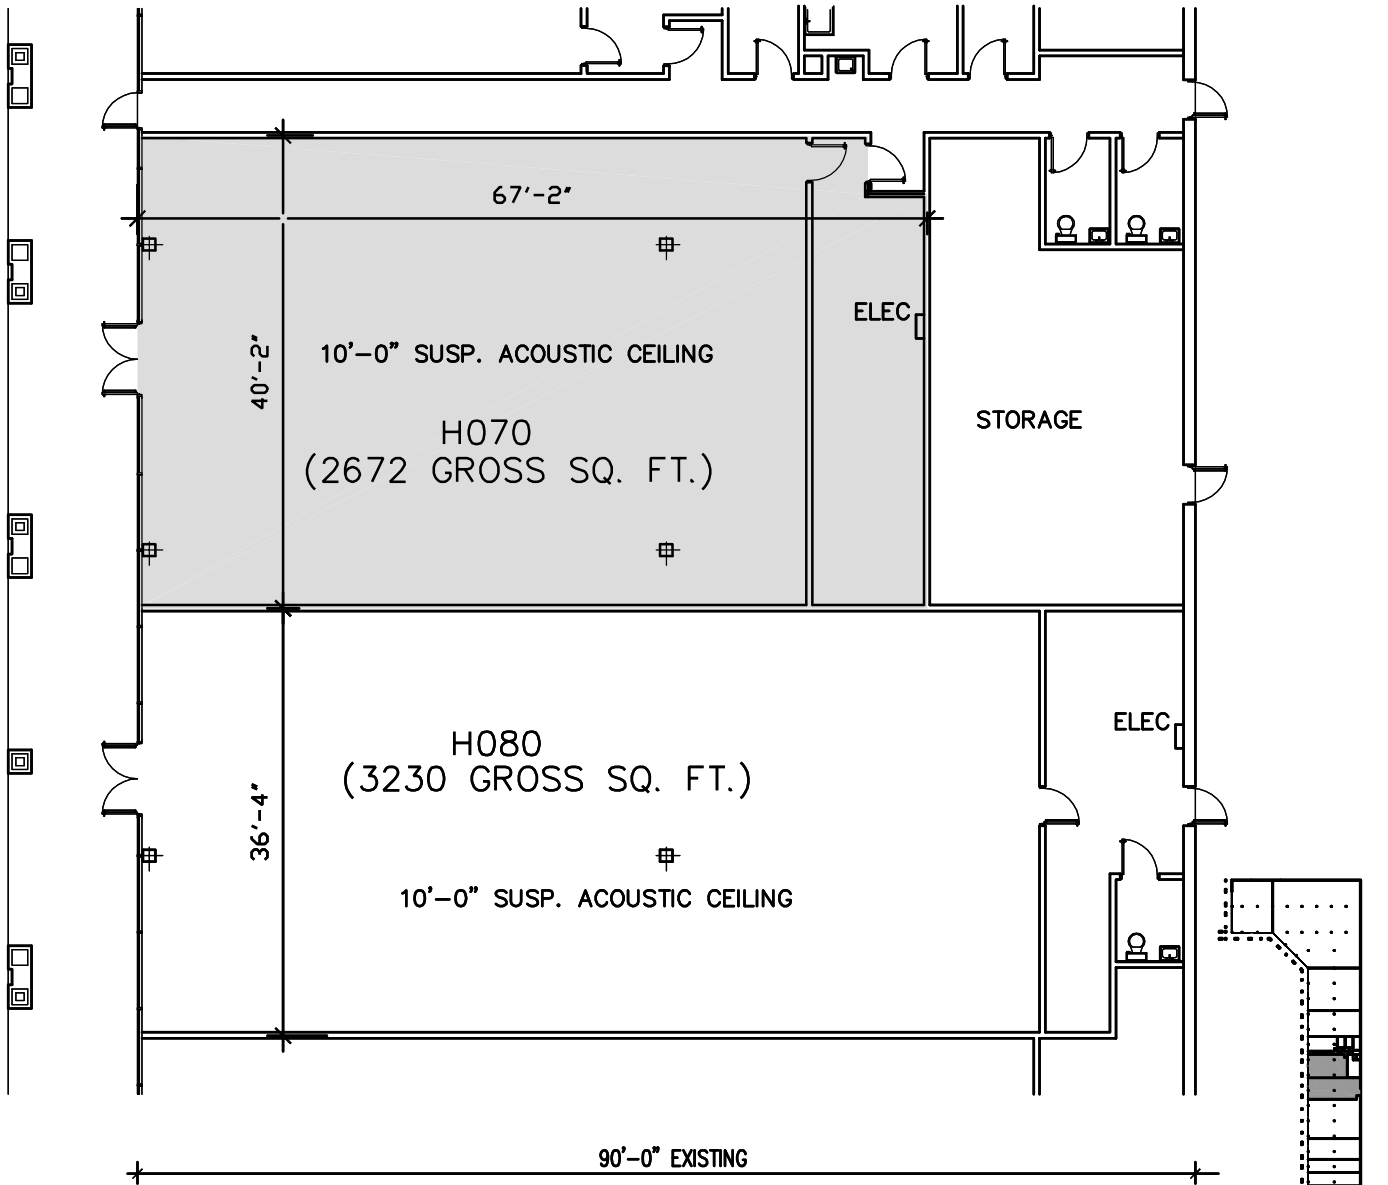 67'-2"
ELEC
10'-0" SUSP. ACOUSTIC CEILING
40'-2"
H070
(2672 GROSS SQ. FT.)
STORAGE
ELEC
H080
(3230 GROSS SQ. FT.)
36'-4"
10'-0" SUSP. ACOUSTIC CEILING
90'-0" EXISTING